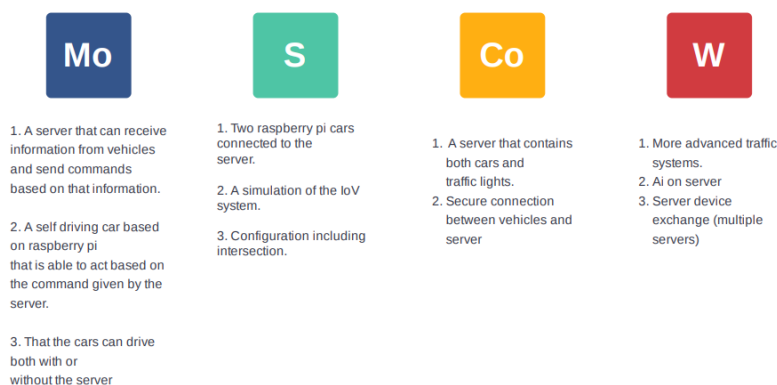 Mo
1. A server that can receive
information from vehicles
and send commands
based on that information.
2. A self driving car based
on raspberry pi
that is able to act based on
the command given by the
server.
3. That the cars can drive
both with or
without the server
S
1. Two raspberry pi cars
connected to the
server.
2. A simulation of the IoV
system.
3. Configuration including
intersection.
Co
1. A server that contains
both cars and
traffic lights.
2. Secure connection
between vehicles and
server
W
1. More advanced traffic
systems.
2. Ai on server
3. Server device
exchange (multiple
servers)